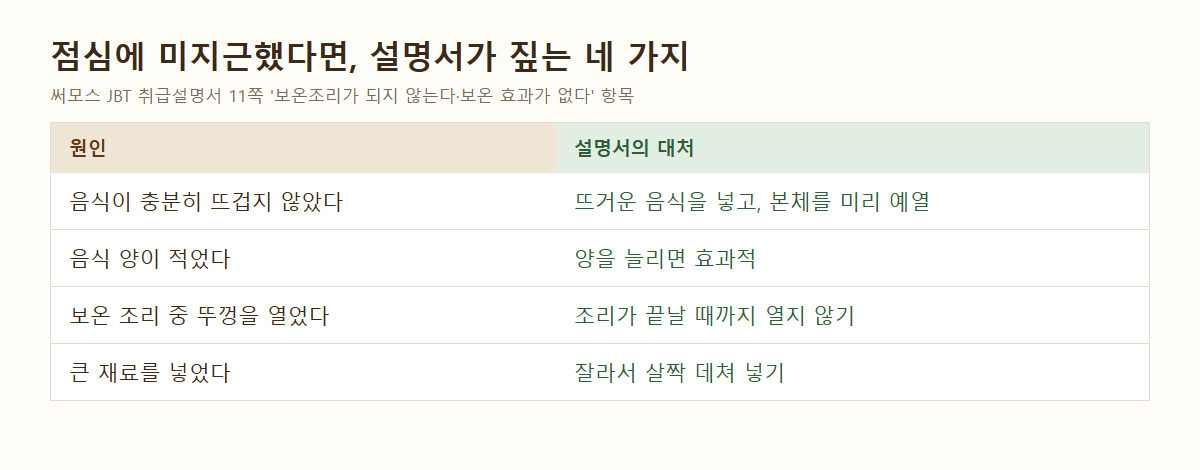 점심에 미지근했다면, 설명서가 짚는 네 가지
써모스 JBT 취급설명서 11쪽 '보온조리가 되지 않는다·보온 효과가 없다' 항목
원인 설명서의 대처
음식이 충분히 뜨겁지 않았다 뜨거운 음식을 넣고, 본체를 미리 예열
음식 양이 적었다 양을 늘리면 효과적
보온 조리 중 뚜껑을 열었다 조리가 끝날 때까지 열지 않기
큰 재료를 넣었다 잘라서 살짝 데쳐 넣기